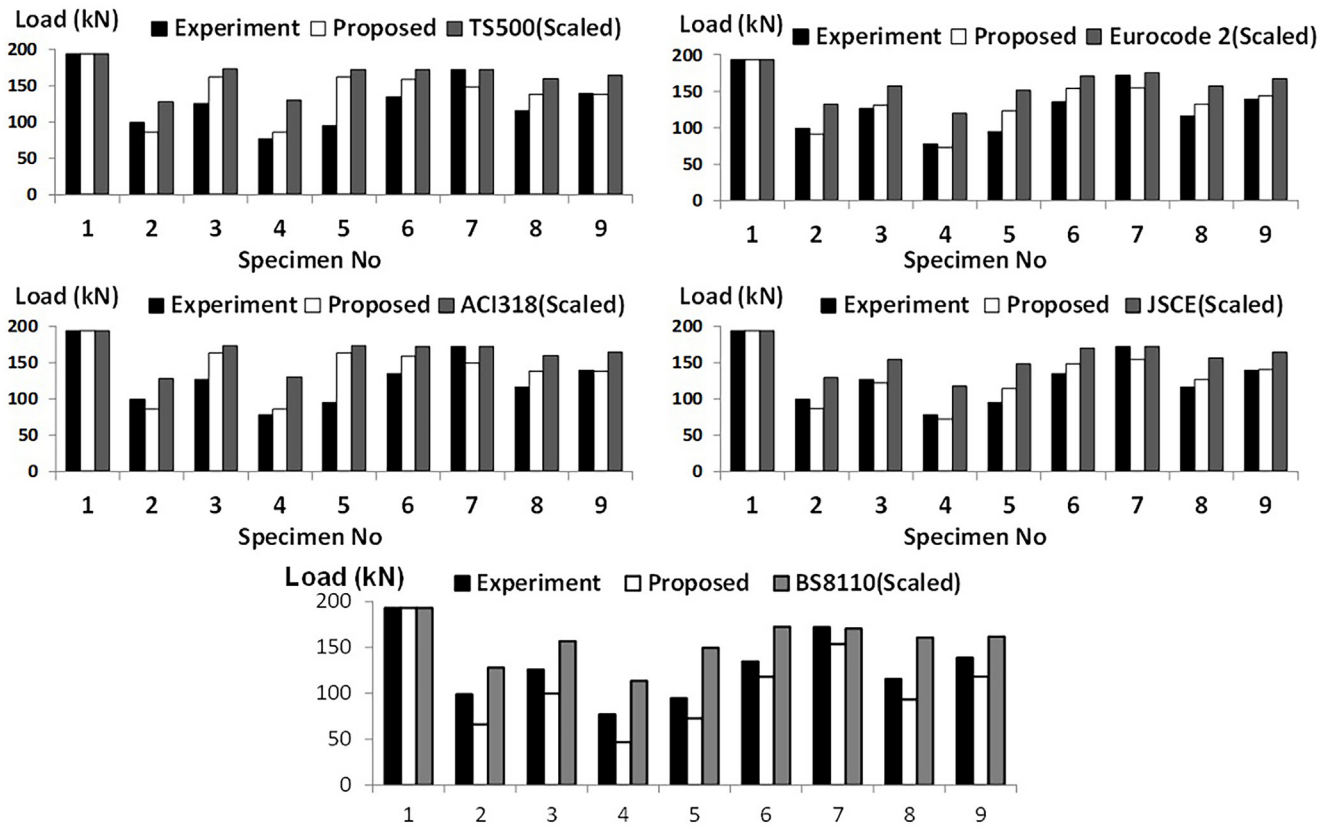 Load (kN) Experiment Proposed TS500(Scaled)
200
150
100
50
0
1 2 3 4 5 6 7 8 9
Specimen No
Load (kN) Experiment Proposed Eurocode 2(Scaled)
200
150
100
50
0
1 2 3 4 5 6 7 8 9
Specimen No
Load (kN) Experiment Proposed ACI318(Scaled)
200
150
100
50
0
1 2 3 4 5 6 7 8 9
Specimen No
Load (kN) Experiment Proposed JSCE(Scaled)
200
150
100
50
0
1 2 3 4 5 6 7 8 9
Specimen No
Load (kN) Experiment Proposed BS8110(Scaled)
200
150
100
50
0
1 2 3 4 5 6 7 8 9